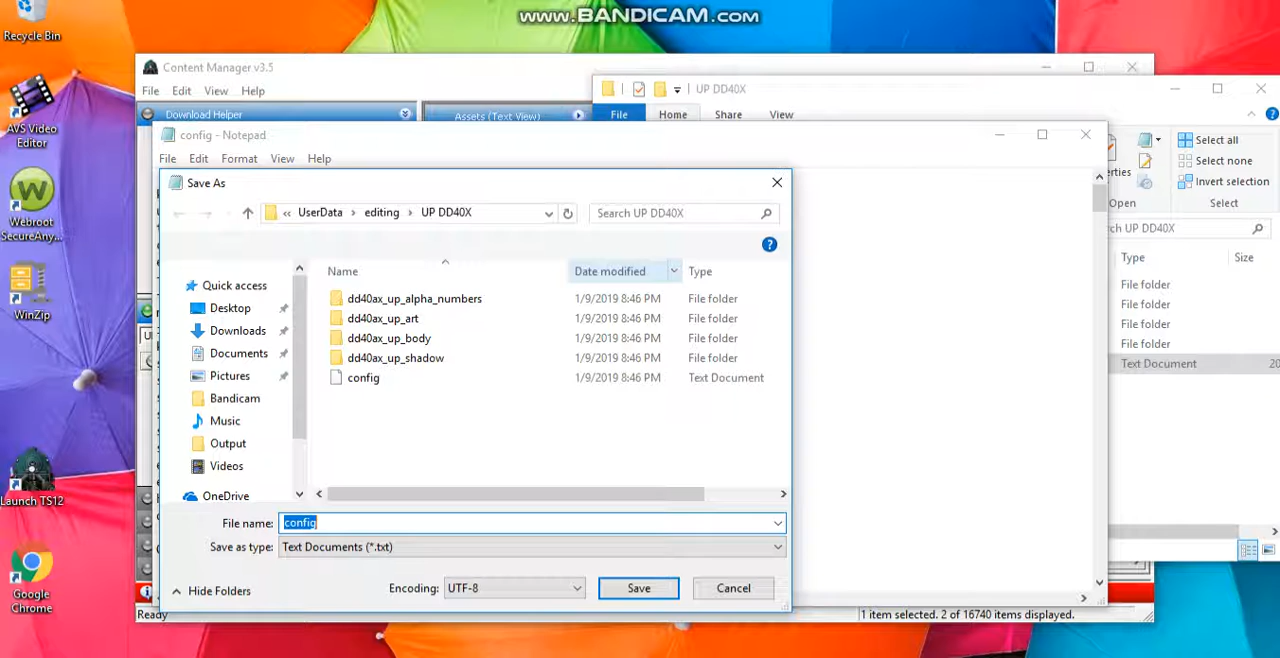 www.BANDICAM.com
Recycle Bin
AVS Video
Editor
Webroot
SecureAny...
WinZip
Launch TS12
Google
Chrome
Content Manager v3.5
File Edit View Help
Download Helper
Assets (Text View)
UP DD40X
File Home Share View
Select all
Select none
Invert selection
erties
Open
Select
ch UP DD40X
Type Size
File folder
File folder
File folder
File folder
Text Document 20
config - Notepad
File Edit Format View Help
Save As
« UserData › editing › UP DD40X
Search UP DD40X
Name Date modified Type
Quick access
Desktop
Downloads
Documents
Pictures
Bandicam
Music
Output
Videos
OneDrive
dd40ax_up_alpha_numbers 1/9/2019 8:46 PM File folder
dd40ax_up_art 1/9/2019 8:46 PM File folder
dd40ax_up_body 1/9/2019 8:46 PM File folder
dd40ax_up_shadow 1/9/2019 8:46 PM File folder
config 1/9/2019 8:46 PM Text Document
File name: config
Save as type: Text Documents (*.txt)
Hide Folders
Encoding: UTF-8
Save
Cancel
Ready
1 item selected. 2 of 16740 items displayed.